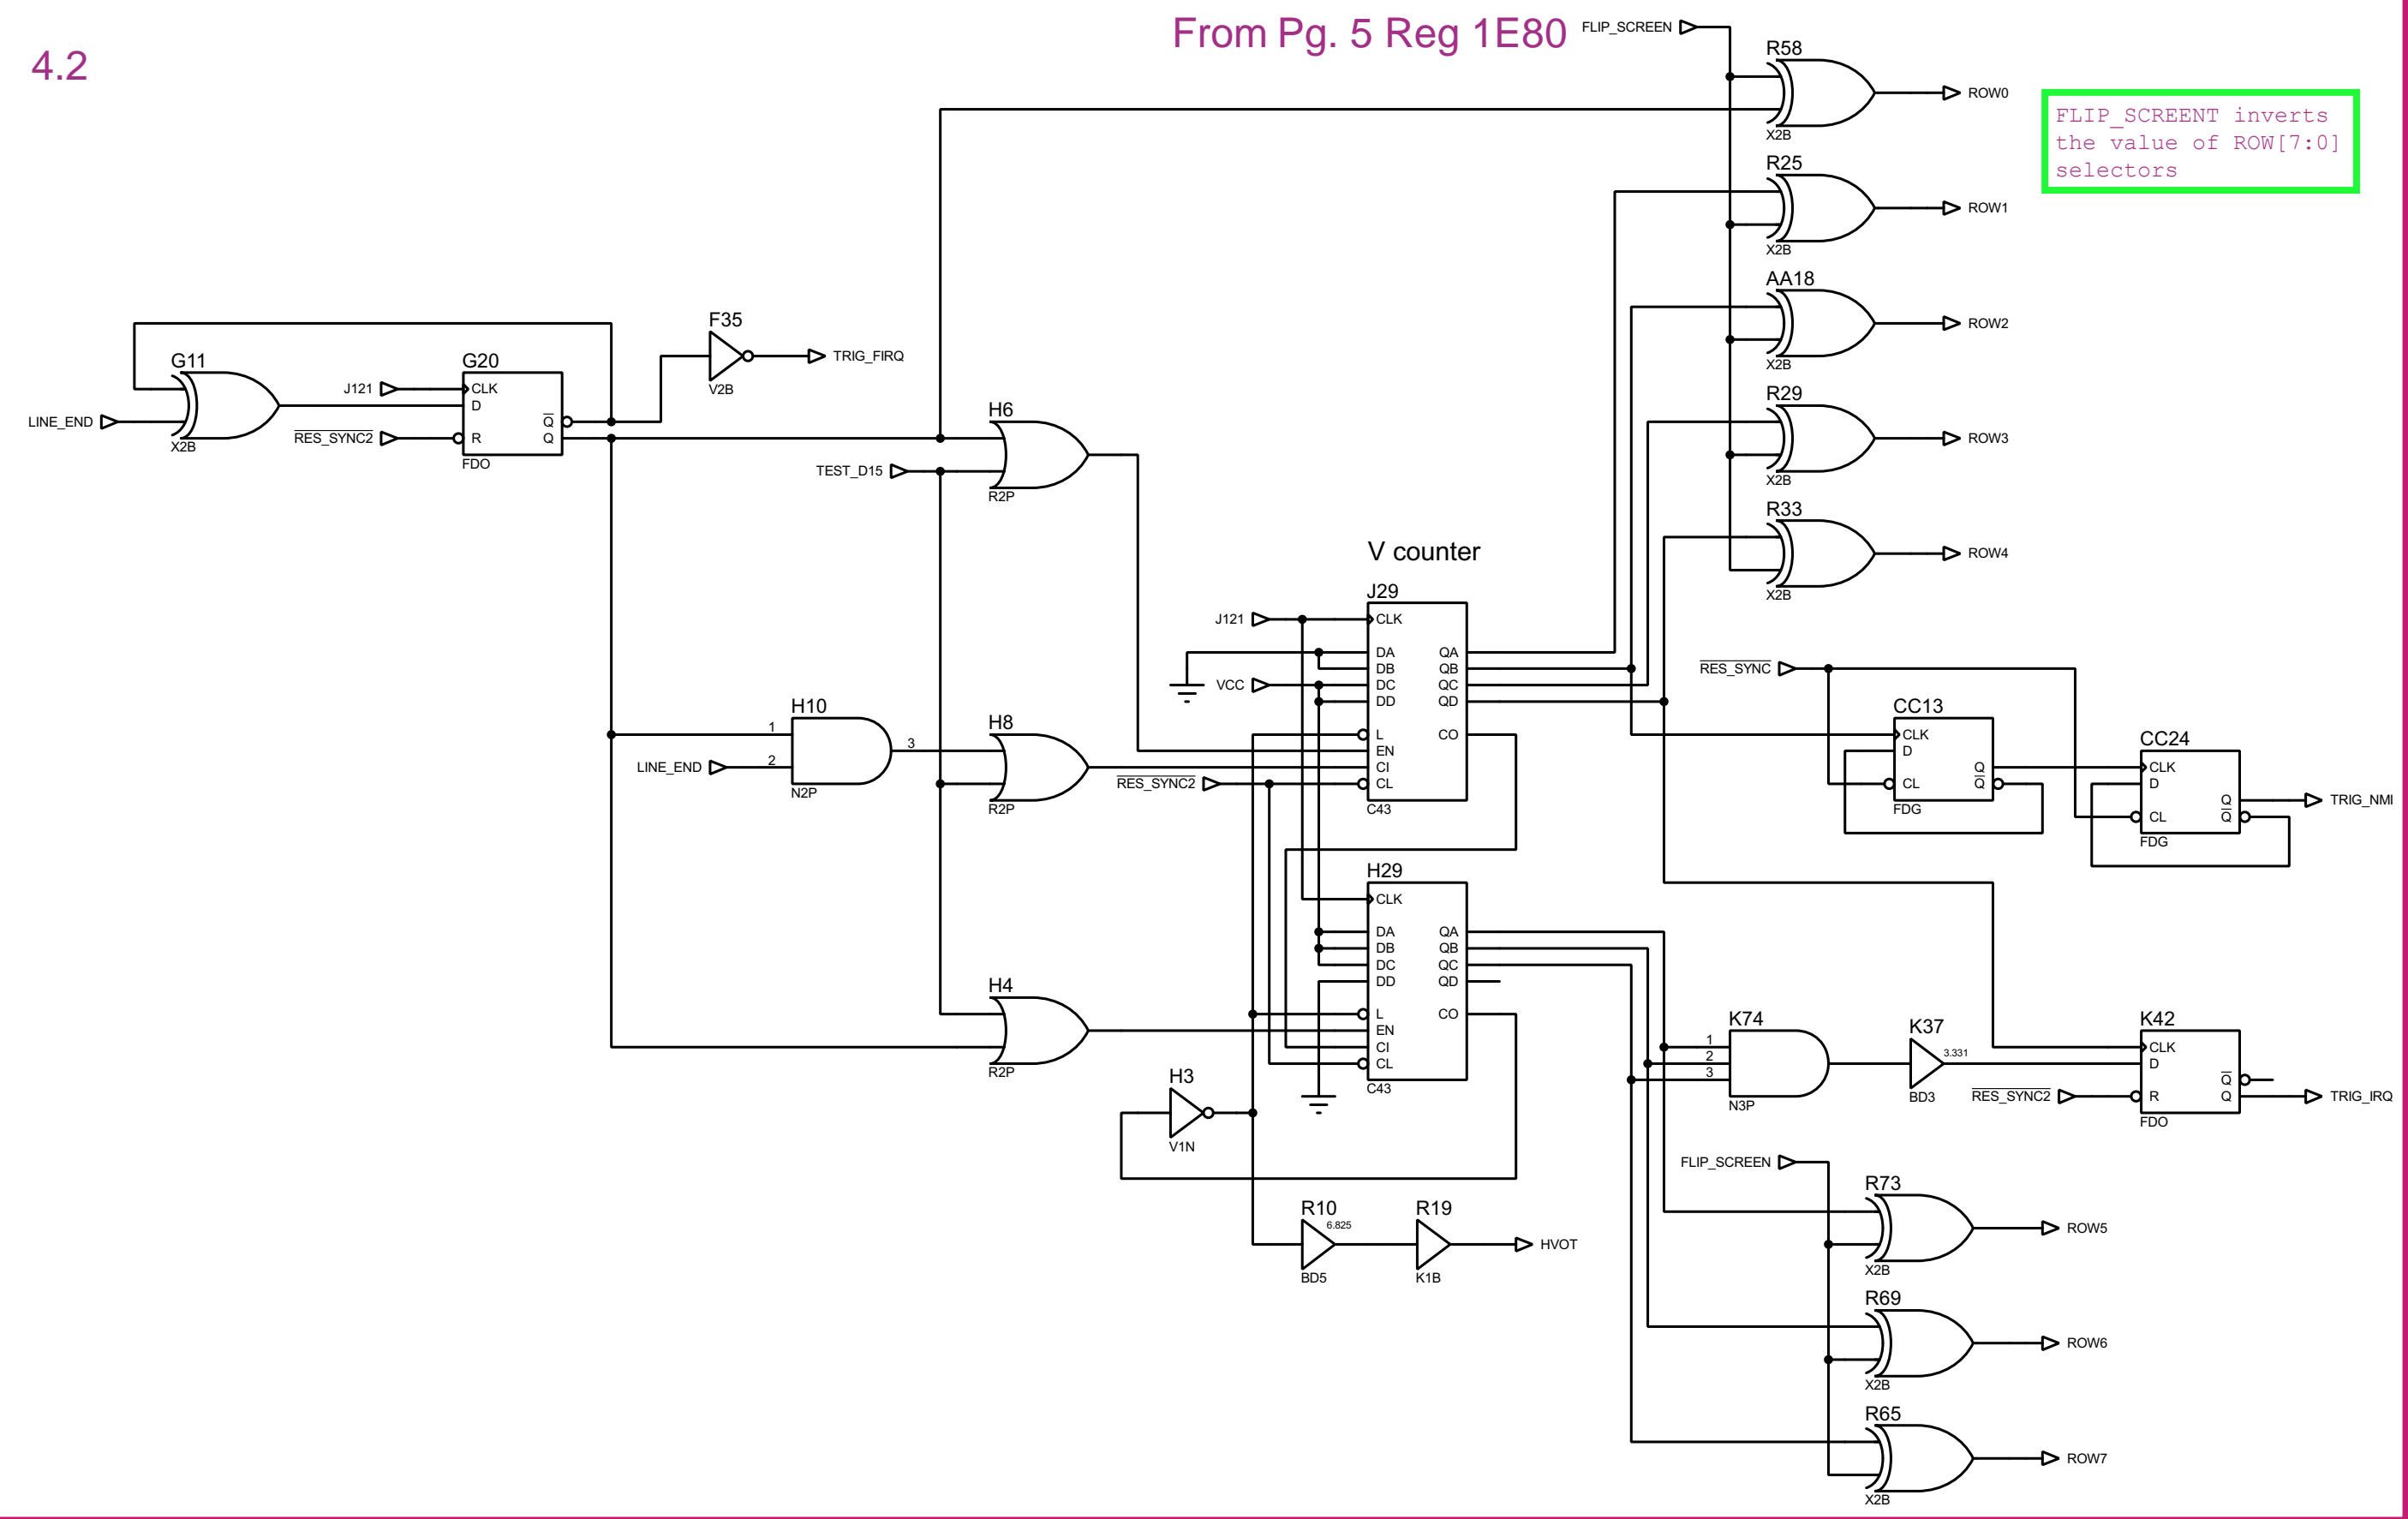 4.2
From Pg. 5 Reg 1E80
FLIP_SCREEN
R58
X2B
ROW0
FLIP_SCREENT inverts
the value of ROW[7:0]
selectors
R25
X2B
ROW1
AA18
X2B
ROW2
R29
X2B
ROW3
R33
X2B
ROW4
G11
X2B
LINE_END
J121
RES_SYNC2
G20
CLK
D
R
Q
Q
FDO
F35
V2B
TRIG_FIRQ
H6
R2P
TEST_D15
V counter
J29
J121
VCC
RES_SYNC2
CLK
DA QA
DB QB
DC QC
DD QD
L CO
EN
CI
CL
C43
H10
1
2
3
N2P
LINE_END
H8
R2P
RES_SYNC
CC13
CLK
D
Q
CL Q
FDG
CC24
CLK
D
Q
CL Q
FDG
TRIG_NMI
H29
CLK
DA QA
DB QB
DC QC
DD QD
L CO
EN
CI
CL
C43
H4
R2P
H3
V1N
R10
6.825
BD5
R19
K1B
HVOT
K74
1
2
3
N3P
K37
3.331
BD3
RES_SYNC2
K42
CLK
D
Q
R Q
FDO
TRIG_IRQ
FLIP_SCREEN
R73
X2B
ROW5
R69
X2B
ROW6
R65
X2B
ROW7